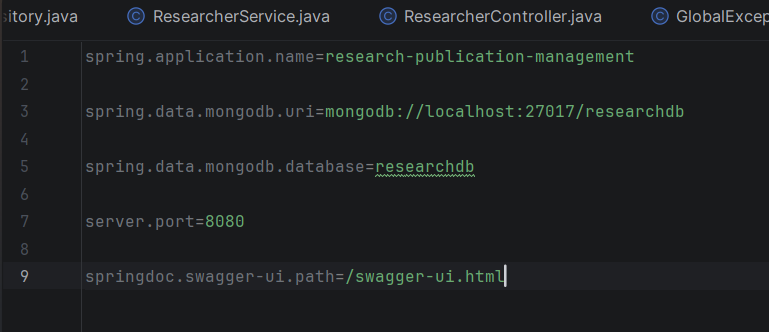 sitory.java ResearcherService.java ResearcherController.java GlobalExcep
1 spring.application.name=research-publication-management
2
3 spring.data.mongodb.uri=mongodb://localhost:27017/researchdb
4
5 spring.data.mongodb.database=researchdb
6
7 server.port=8080
8
9 springdoc.swagger-ui.path=/swagger-ui.html